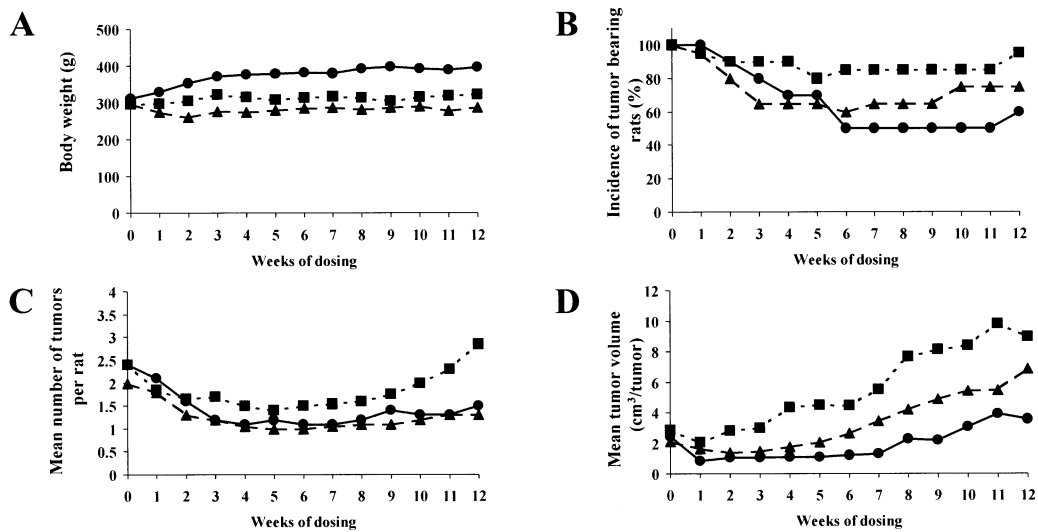 A
Body weight (g)
500
400
300
200
100
0
0 1 2 3 4 5 6 7 8 9 10 11 12
Weeks of dosing
B
Incidence of tumor bearing
rats (%)
100
80
60
40
20
0
0 1 2 3 4 5 6 7 8 9 10 11 12
Weeks of dosing
C
Mean number of tumors
per rat
4
3.5
3
2.5
2
1.5
1
0.5
0
0 1 2 3 4 5 6 7 8 9 10 11 12
Weeks of dosing
D
Mean tumor volume
(cm³/tumor)
12
10
8
6
4
2
0
0 1 2 3 4 5 6 7 8 9 10 11 12
Weeks of dosing